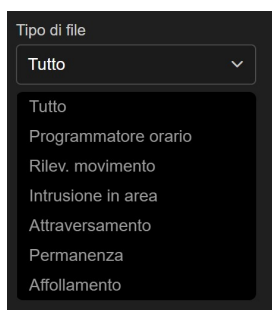 Tipo di file
Tutto
Tutto
Programmatore orario
Rilev. movimento
Intrusione in area
Attraversamento
Permanenza
Affollamento